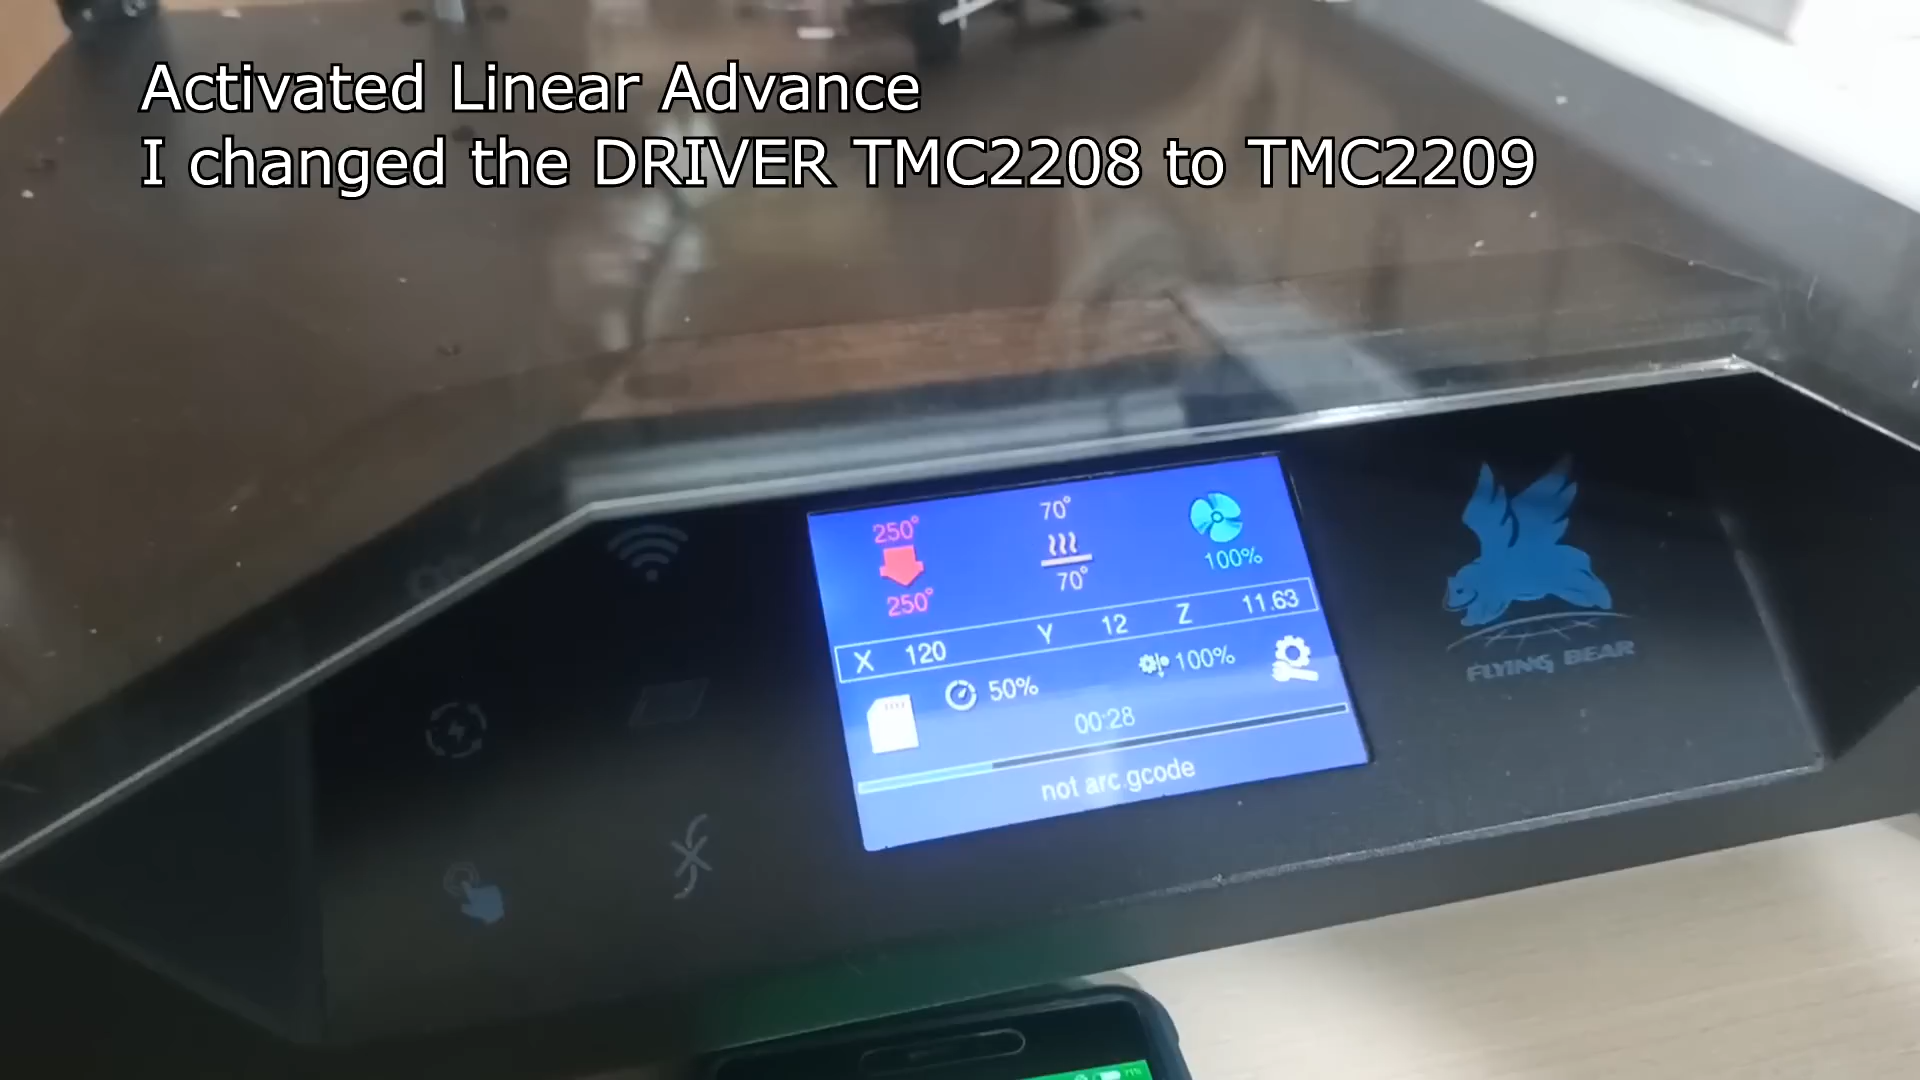 Activated Linear Advance
I changed the DRIVER TMC2208 to TMC2209
250°
70°
250°
70°
100%
X 120 Y 12 Z 11.63
50%
100%
00:28
not arc.gcode
FLYING BEAR
71%